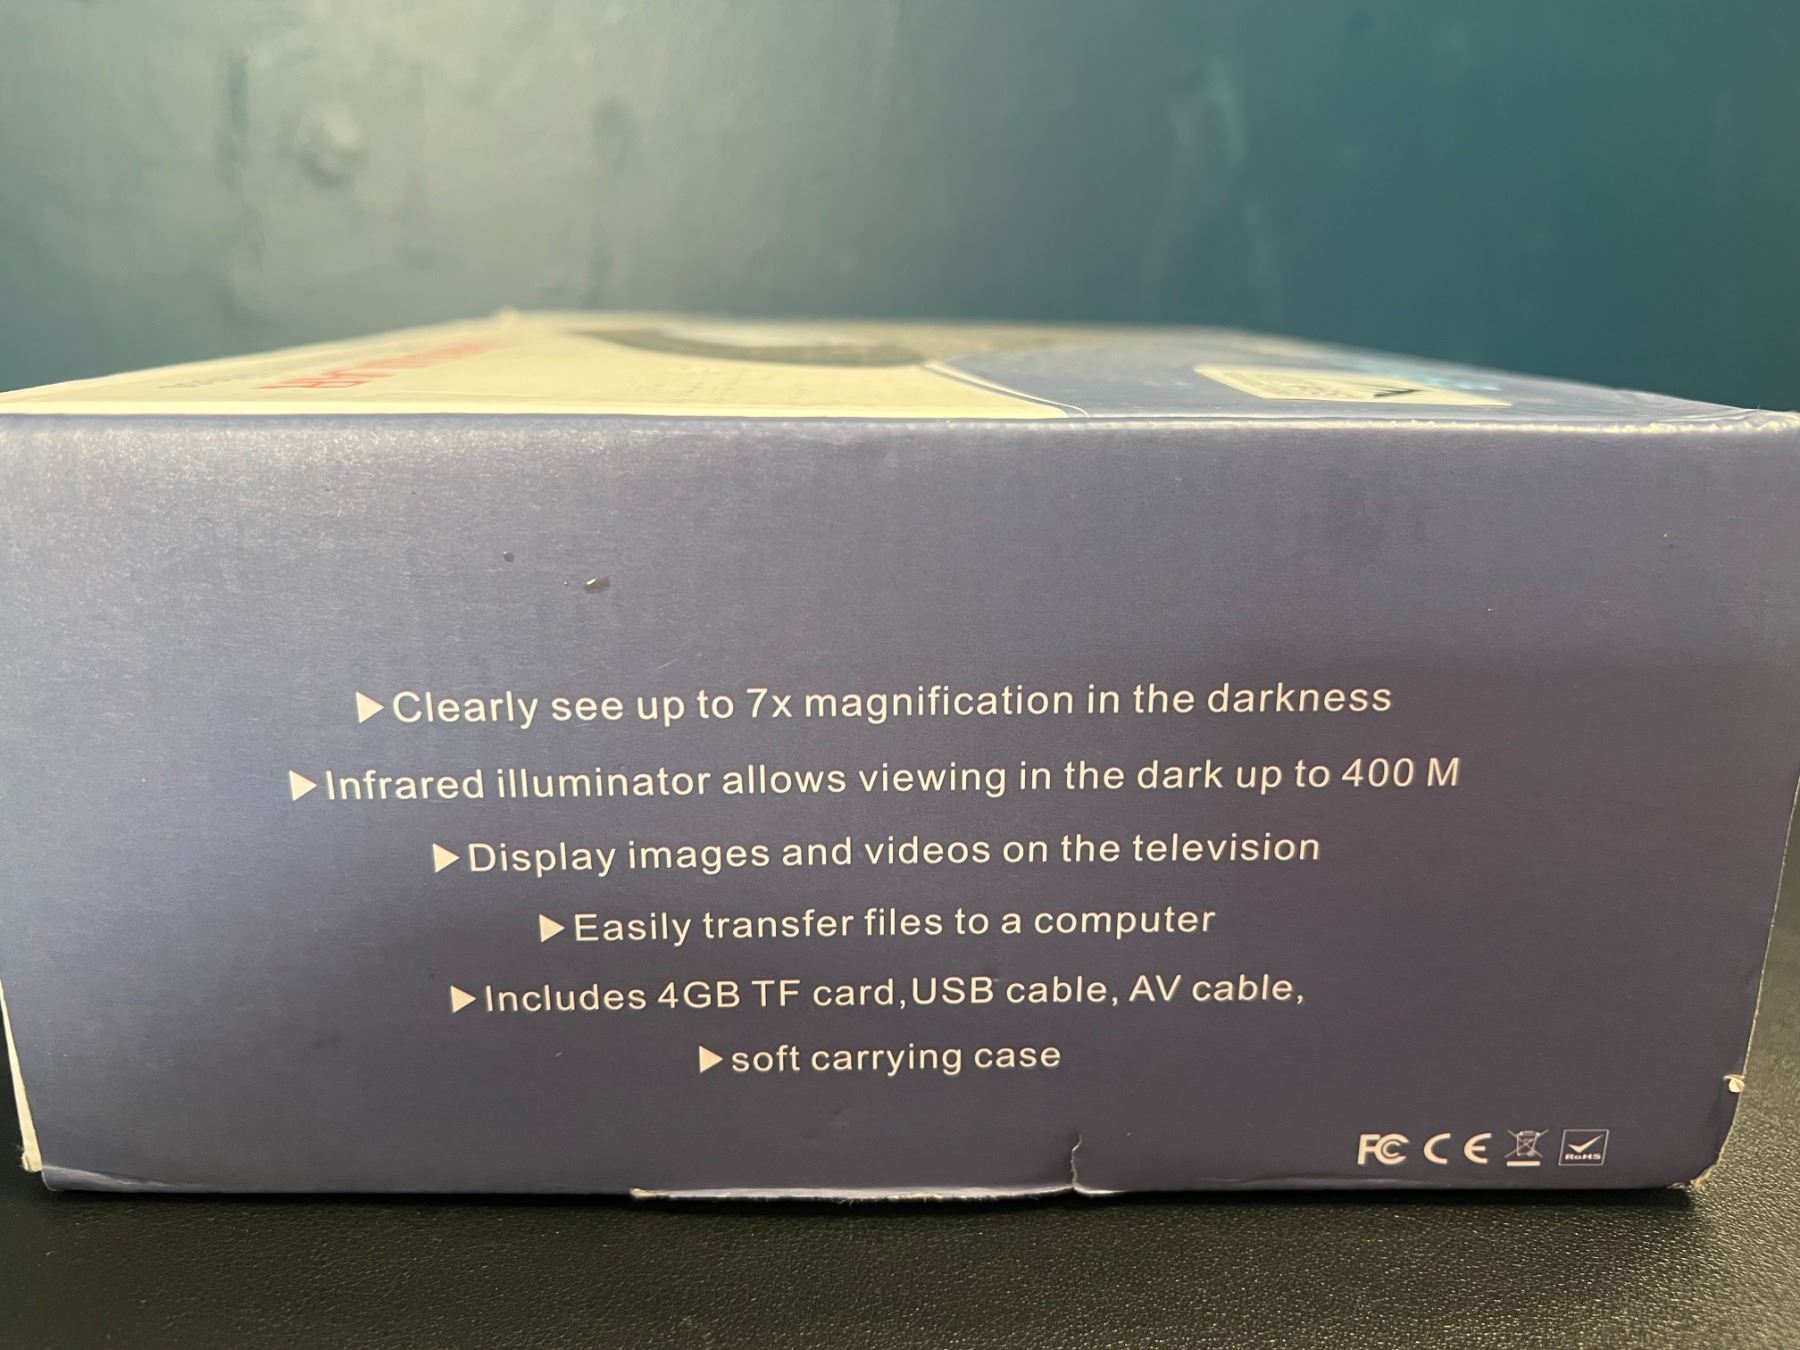 ▶Clearly see up to 7x magnification in the darkness
▶Infrared illuminator allows viewing in the dark up to 400 M
▶Display images and videos on the television
▶Easily transfer files to a computer
▶Includes 4GB TF card,USB cable, AV cable,
▶soft carrying case
FC CE RoHS